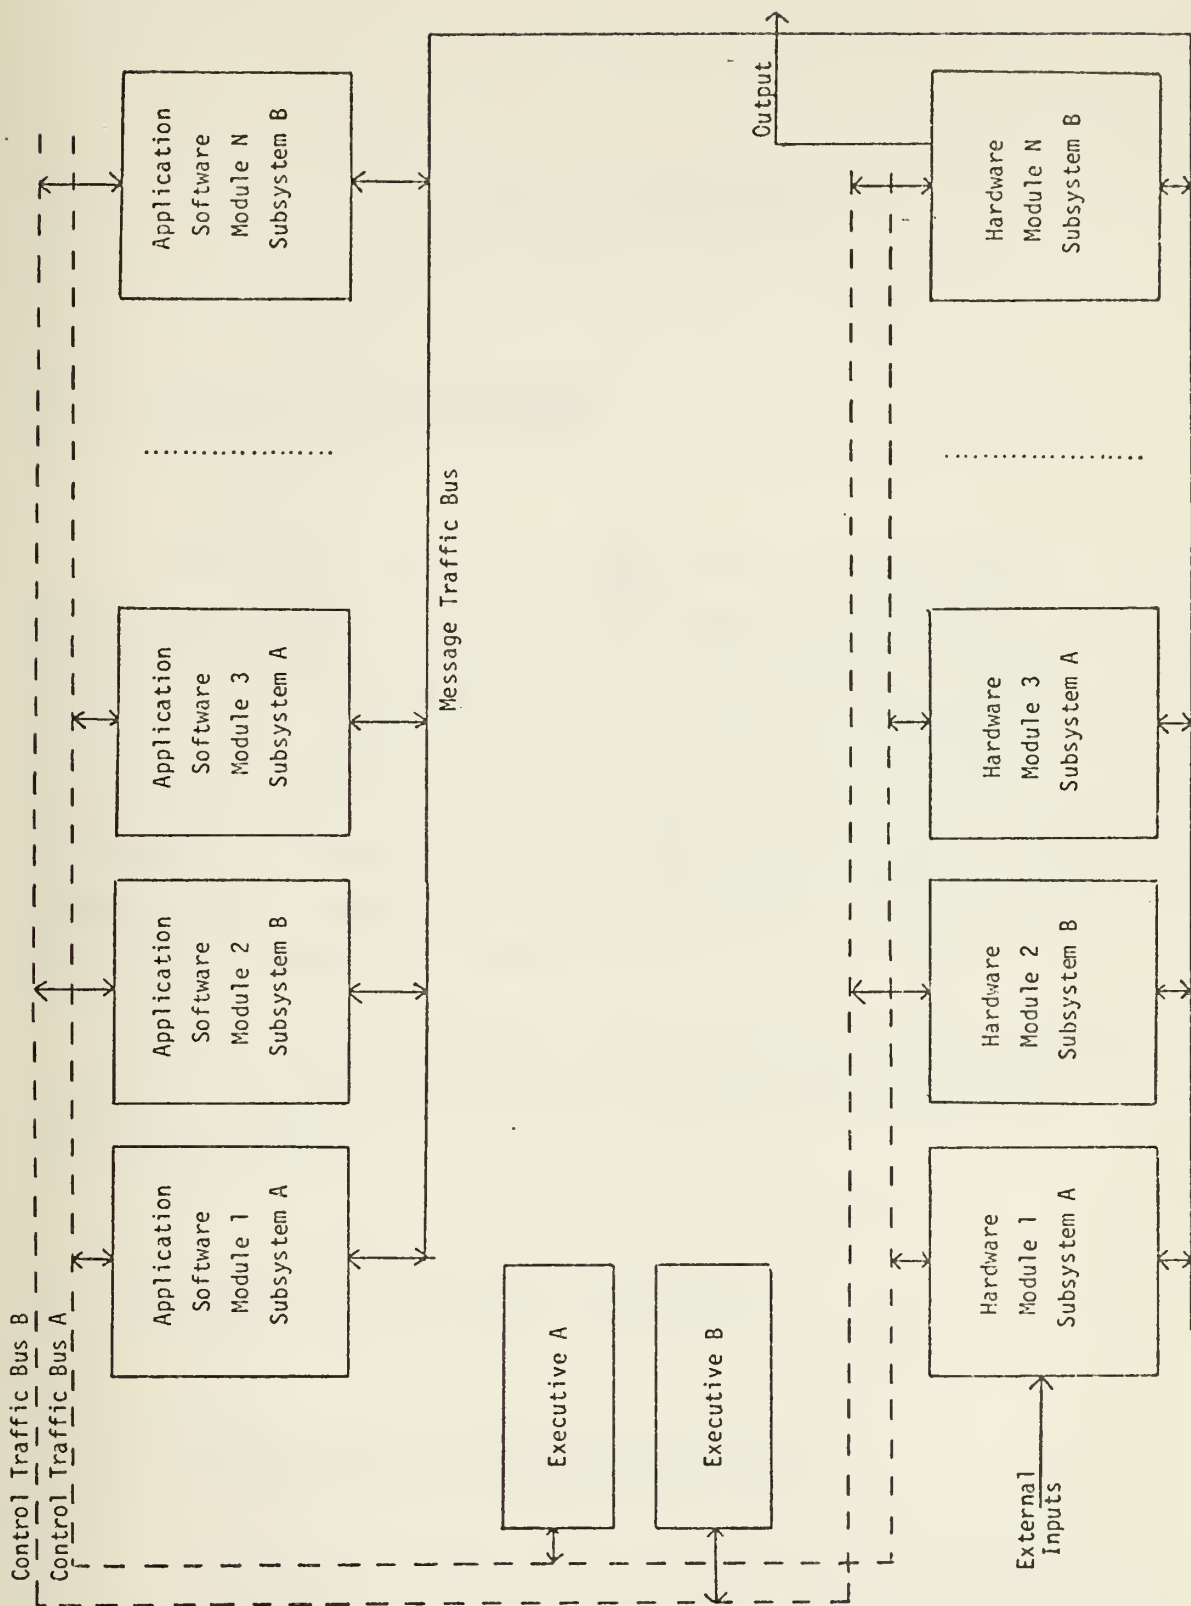 Control Traffic Bus B
Control Traffic Bus A
Application
Software
Module 1
Subsystem A
Application
Software
Module 2
Subsystem B
Application
Software
Module 3
Subsystem A
....................
Application
Software
Module N
Subsystem B
Message Traffic Bus
Executive A
Executive B
Output
External
Inputs
Hardware
Module 1
Subsystem A
Hardware
Module 2
Subsystem B
Hardware
Module 3
Subsystem A
....................
Hardware
Module N
Subsystem B